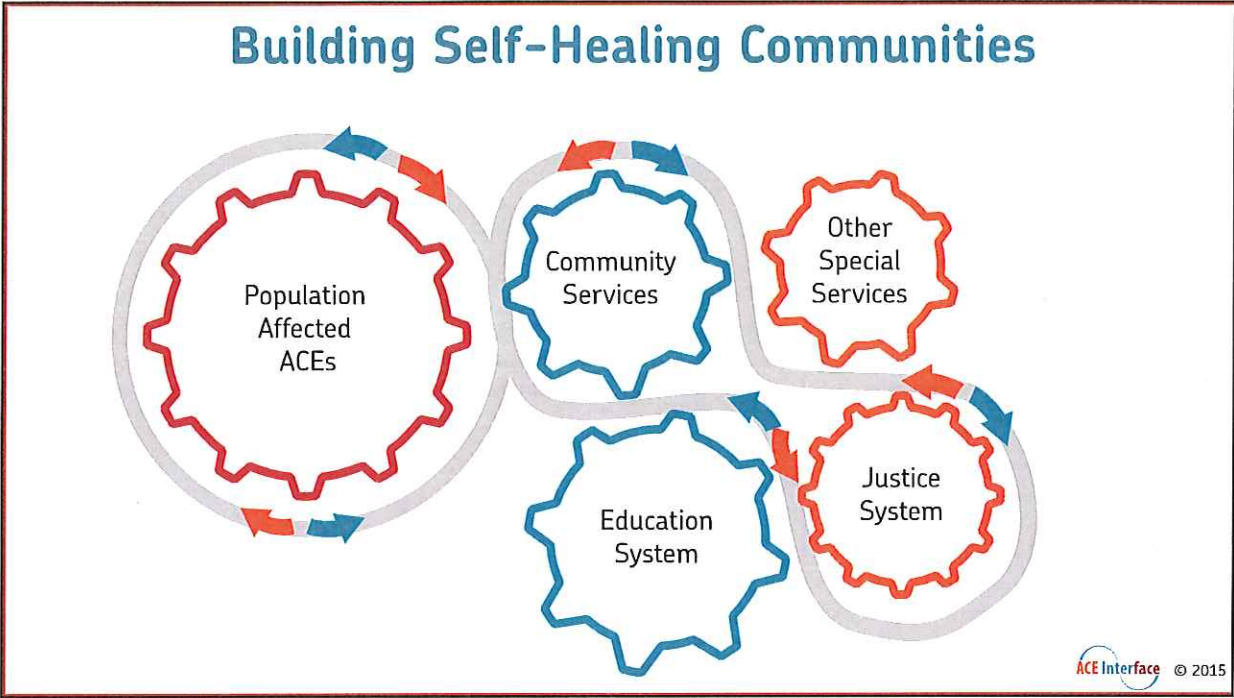 Building Self-Healing Communities
Population
Affected
ACEs
Community
Services
Other
Special
Services
Education
System
Justice
System
ACE Interface © 2015